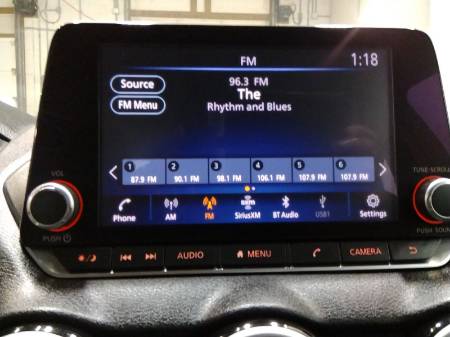 FM
1:18
Source
96.3 FM
The
FM Menu
Rhythm and Blues
1 2 3 4 5 6
87.9 FM 90.1 FM 98.1 FM 106.1 FM 107.9 FM 107.9 FM
VOL
TUNE·SCROLL
Phone AM FM SiriusXM BT Audio USB1 Settings
PUSH
PUSH SOUND
AUDIO MENU CAMERA